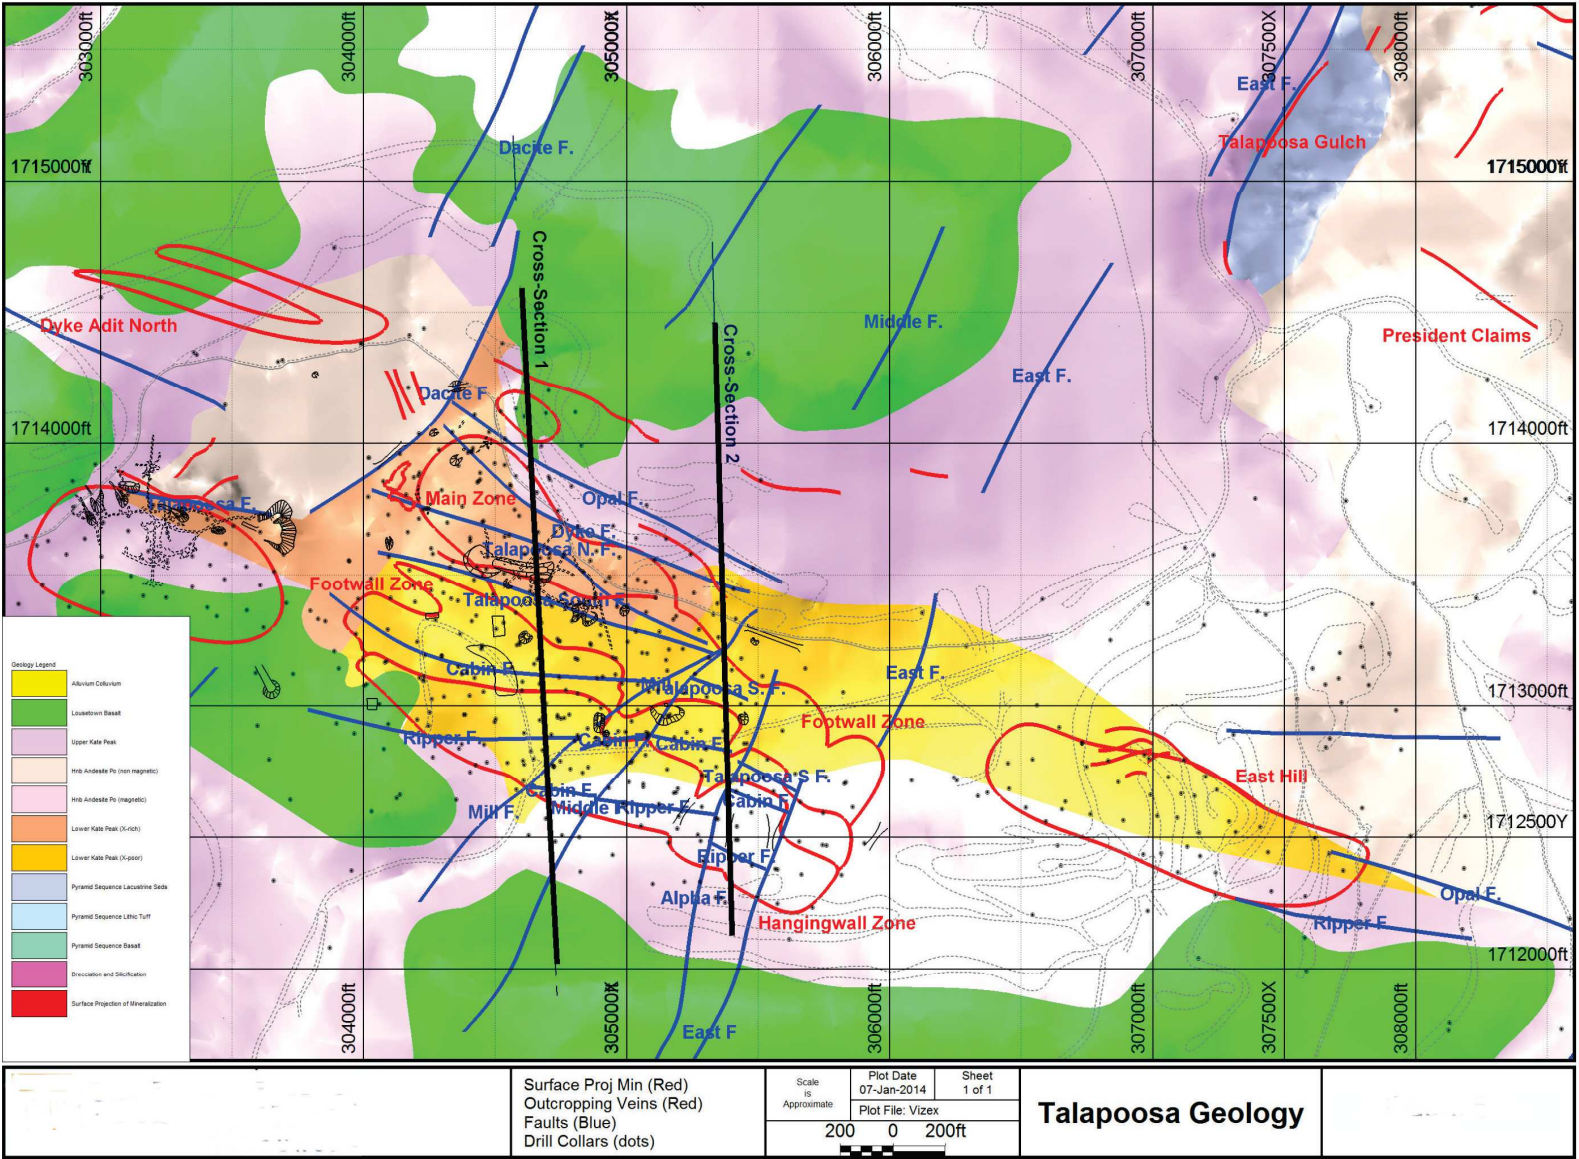 303000ft
304000ft
305000X
306000ft
307000ft
307500X
308000ft
East F.
Dacite F.
Talapoosa Gulch
1715000ft
1715000ft
Cross-Section 1
Dyke Adit North
Middle F.
Cross-Section 2
President Claims
East F.
Dacite F
1714000ft
1714000ft
Talapoosa F.
Main Zone
Opal F.
Dyke F.
Talapoosa N. F.
Footwall Zone
Talapoosa South F.
Cabin F.
Mill
Talapoosa S. F.
East F.
1713000ft
Footwall Zone
Ripper F.
Cabin F.
Cabin F.
Talapoosa S F.
East Hill
Cabin F.
Cabin F.
Mill F.
Middle
Ripper F.
1712500Y
Ripper F.
Alpha F.
Opal F.
Hangingwall Zone
Ripper F.
1712000ft
304000ft
305000X
306000ft
307000ft
307500X
308000ft
East F
Geology Legend
Alluvium Colluvium
Lousetown Basalt
Upper Kate Peak
Hnb Andesite Po (non magnetic)
Hnb Andesite Po (magnetic)
Lower Kate Peak (X-rich)
Lower Kate Peak (X-poor)
Pyramid Sequence Lacustrine Seds
Pyramid Sequence Lithic Tuff
Pyramid Sequence Basalt
Brecciation and Silicification
Surface Projection of Mineralization
Surface Proj Min (Red)
Outcropping Veins (Red)
Faults (Blue)
Drill Collars (dots)
Scale
is
Approximate
Plot Date
07-Jan-2014
Sheet
1 of 1
Plot File: Vizex
200 0 200ft
Talapoosa Geology